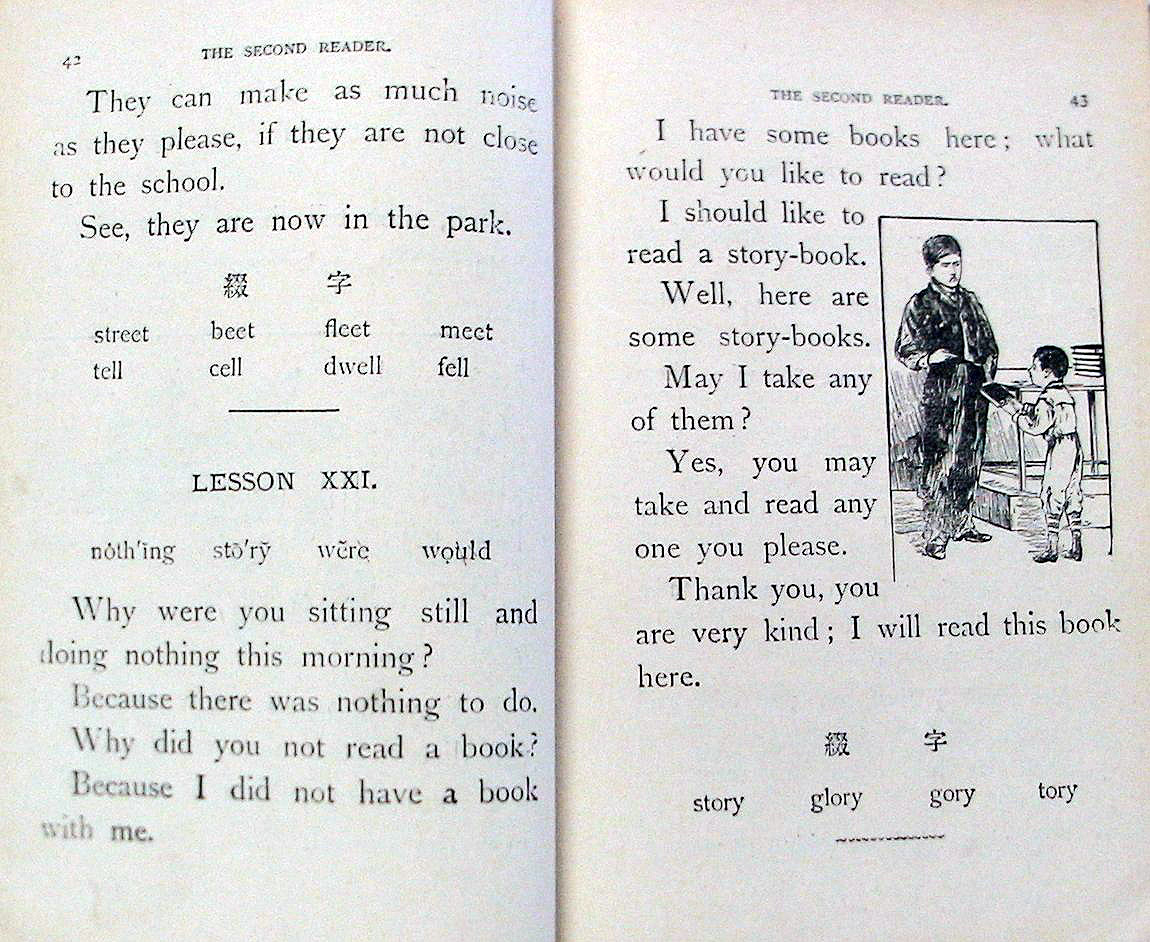 42
THE SECOND READER.
They can make as much noise
as they please, if they are not close
to the school.
See, they are now in the park.
綴 字
street beet fleet meet
tell cell dwell fell
LESSON XXI.
nóth'ing stō'rў wĕre would
Why were you sitting still and
doing nothing this morning?
Because there was nothing to do.
Why did you not read a book?
Because I did not have a book
with me.
THE SECOND READER.
43
I have some books here; what
would you like to read?
I should like to
read a story-book.
Well, here are
some story-books.
May I take any
of them?
Yes, you may
take and read any
one you please.
Thank you, you
are very kind; I will read this book
here.
綴 字
story glory gory tory